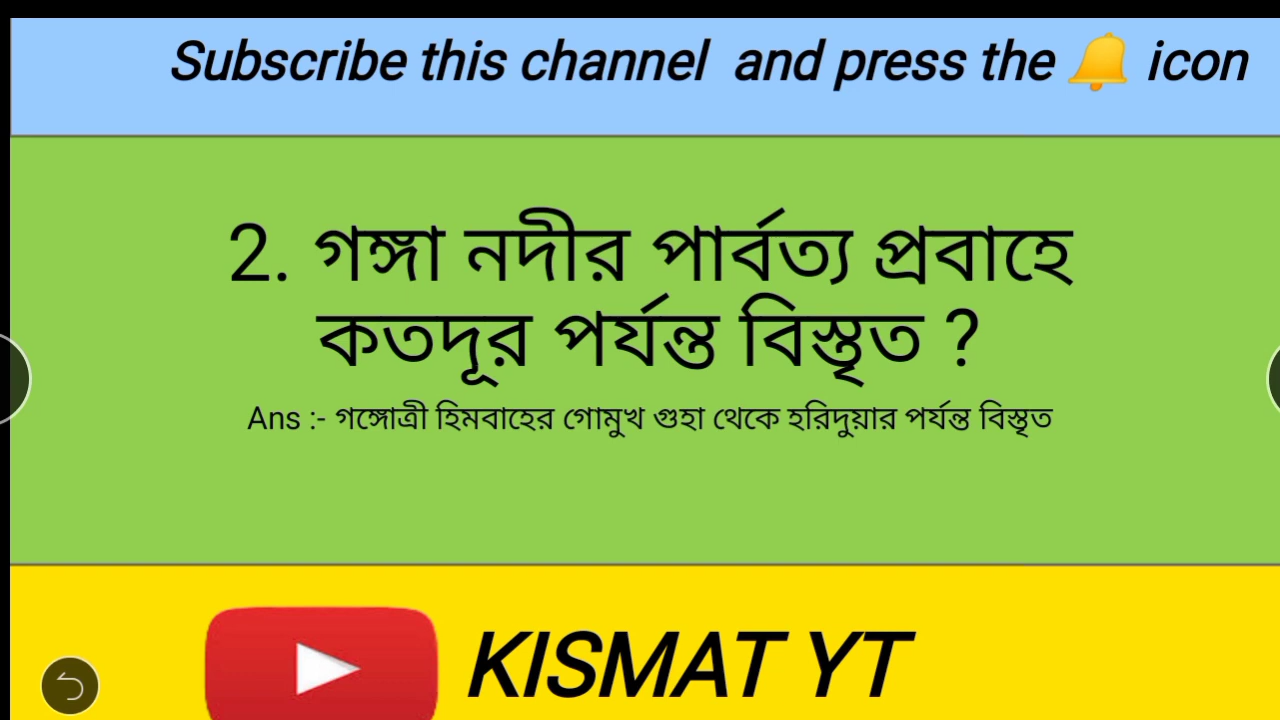 Subscribe this channel and press the 🔔 icon
2. গঙ্গা নদীর পার্বত্য প্রবাহে
কতদূর পর্যন্ত বিস্তৃত ?
Ans :- গঙ্গোত্রী হিমবাহের গোমুখ গুহা থেকে হরিদুয়ার পর্যন্ত বিস্তৃত
KISMAT YT